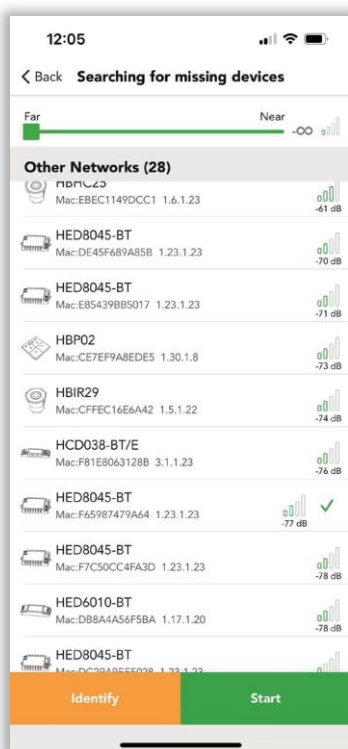 12:05
Back Searching for missing devices
Far Near
-∞
Other Networks (28)
HBHC25
Mac:EBEC1149DCC1 1.6.1.23
-61 dB
HED8045-BT
Mac:DE45F689A85B 1.23.1.23
-70 dB
HED8045-BT
Mac:E85439BB5017 1.23.1.23
-71 dB
HBP02
Mac:CE7EF9A8EDE5 1.30.1.8
-73 dB
HBIR29
Mac:CFFEC16E6A42 1.5.1.22
-74 dB
HCD038-BT/E
Mac:F81E8063128B 3.1.1.23
-76 dB
HED8045-BT
Mac:F65987479A64 1.23.1.23
-77 dB
HED8045-BT
Mac:F7C50CC4FA3D 1.23.1.23
-78 dB
HED6010-BT
Mac:DB8A4A56F5BA 1.17.1.20
-78 dB
HED8045-BT
Identify Start